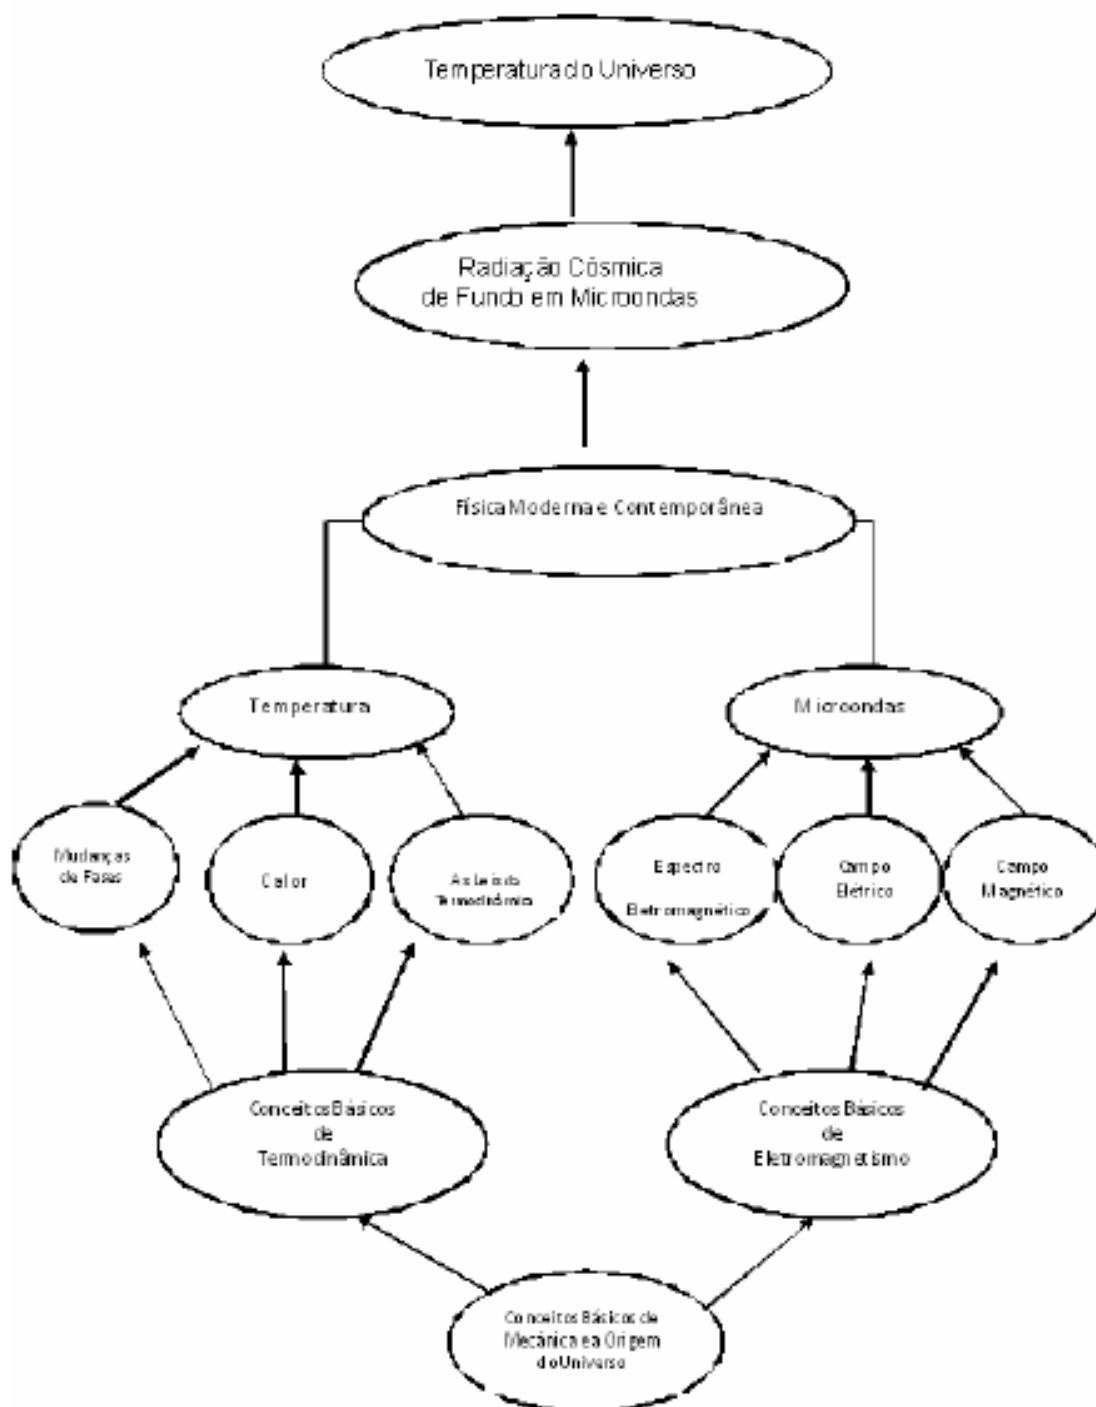 Temperatura do Universo
Radiação Cósmica
de Fundo em Microondas
Física Moderna e Contemporânea
Temperatura
Microondas
Mudanças
de Fases
Calor
As Leis da
Termodinâmica
Espectro
Eletromagnético
Campo
Elétrico
Campo
Magnético
Conceitos Básicos
de
Termodinâmica
Conceitos Básicos
de
Eletromagnetismo
Conceitos Básicos de
Mecânica e a Origem
do Universo